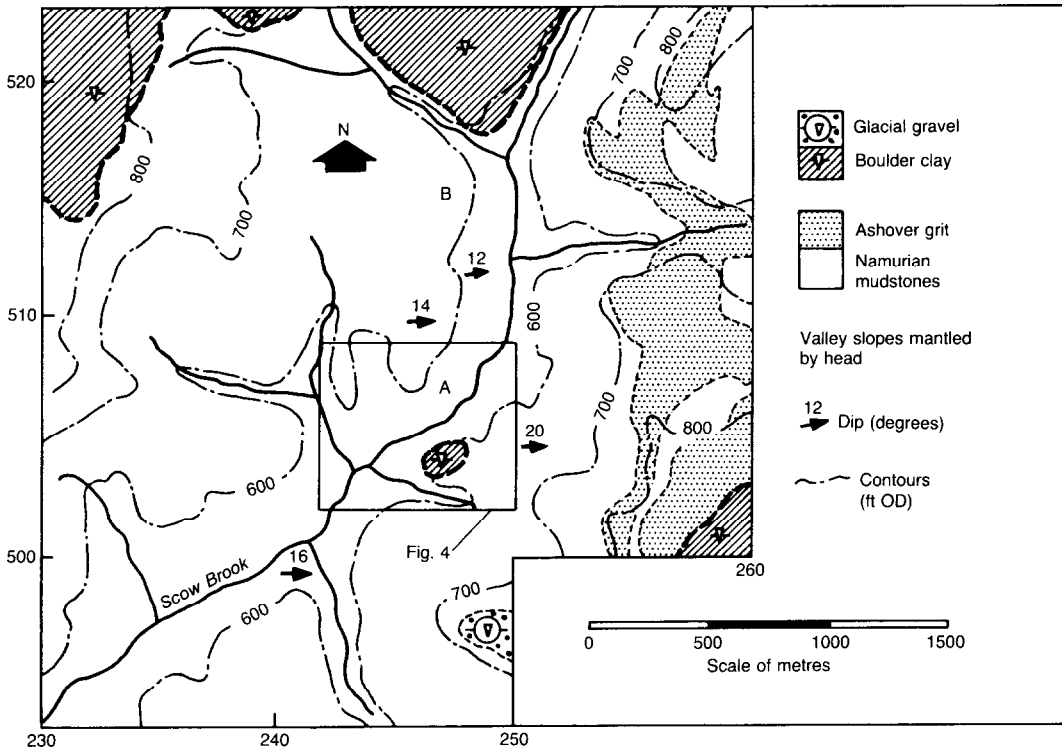 520
510
500
230
240
250
260
N
800
700
B
12
14
A
600
20
700
800
600
700
800
600
Fig. 4
16
Scow Brook
600
700
Glacial gravel
Boulder clay
Ashover grit
Namurian
mudstones
Valley slopes mantled
by head
12
Dip (degrees)
Contours
(ft OD)
0
500
1000
1500
Scale of metres